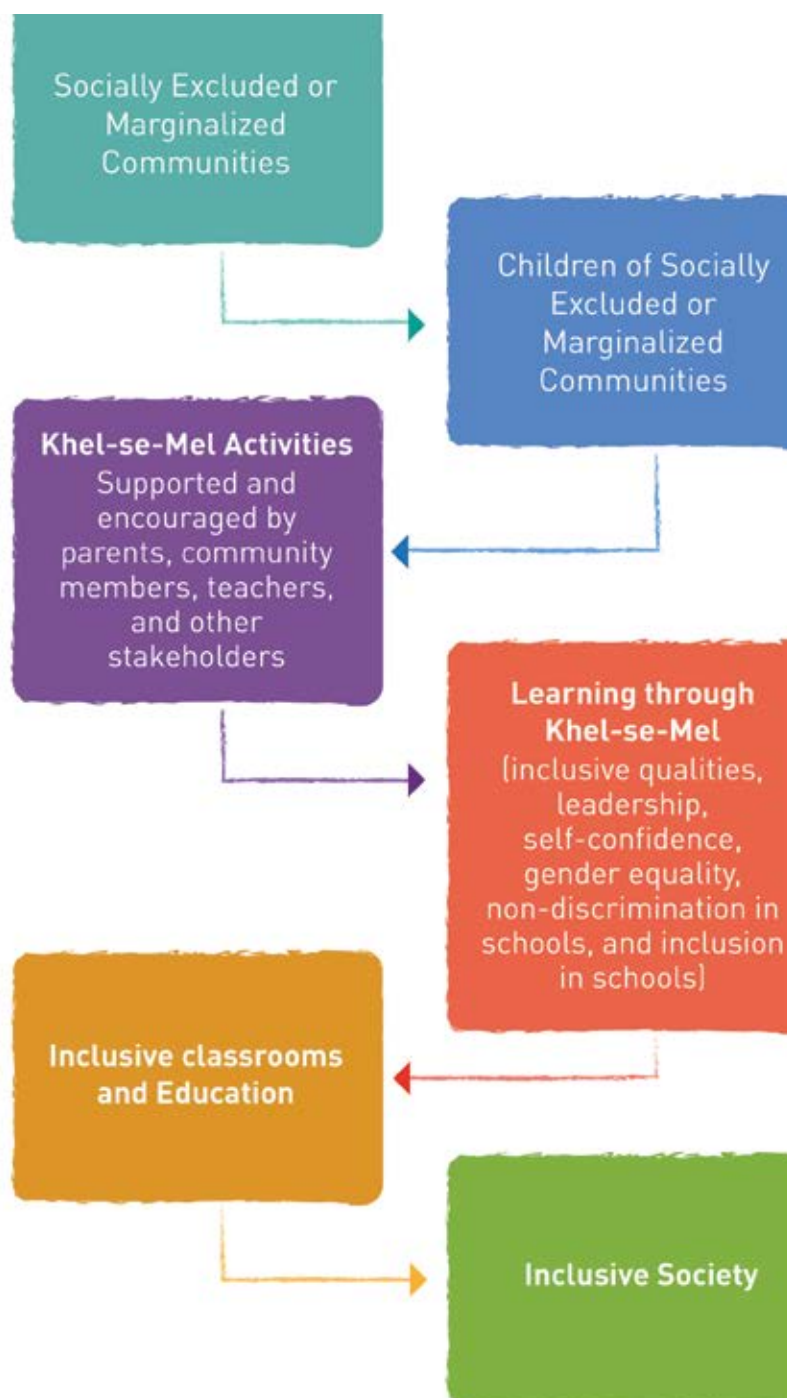 Socially Excluded or
Marginalized
Communities
Children of Socially
Excluded or
Marginalized
Communities
Khel-se-Mel Activities
Supported and
encouraged by
parents, community
members, teachers,
and other
stakeholders
Learning through
Khel-se-Mel
(inclusive qualities,
leadership,
self-confidence,
gender equality,
non-discrimination in
schools, and inclusion
in schools)
Inclusive classrooms
and Education
Inclusive Society